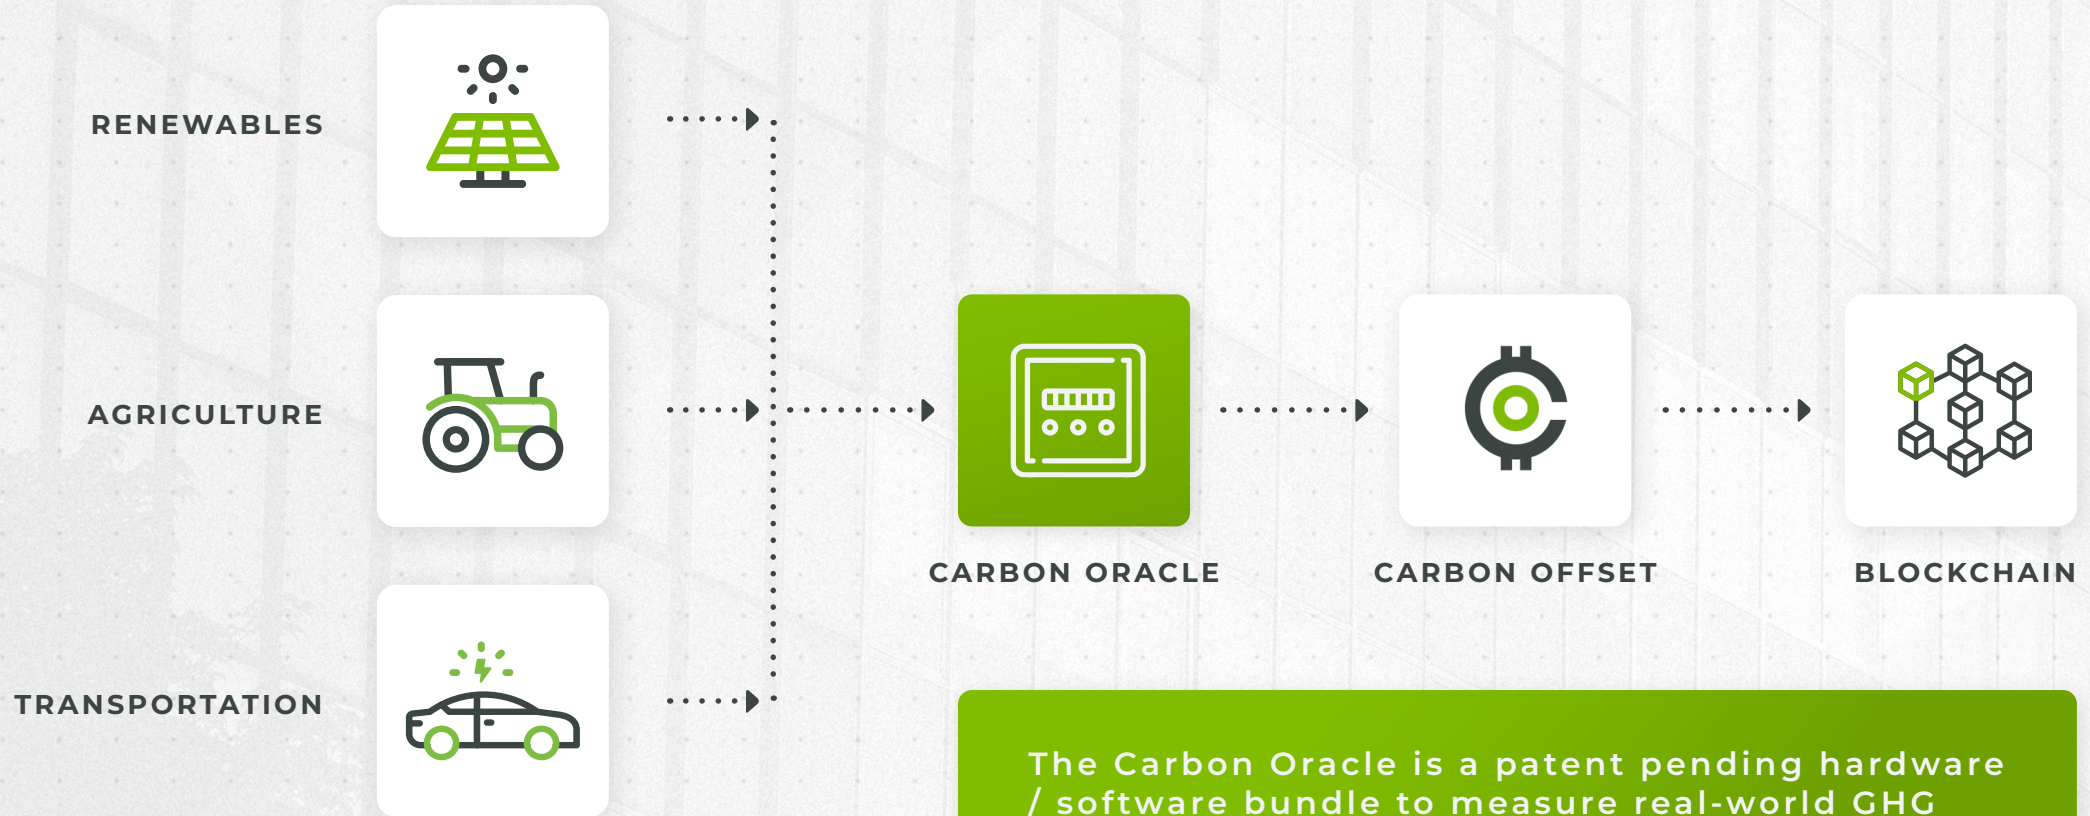 RENEWABLES
AGRICULTURE
CARBON ORACLE
CARBON OFFSET
BLOCKCHAIN
TRANSPORTATION
The Carbon Oracle is a patent pending hardware
/ software bundle to measure real-world GHG